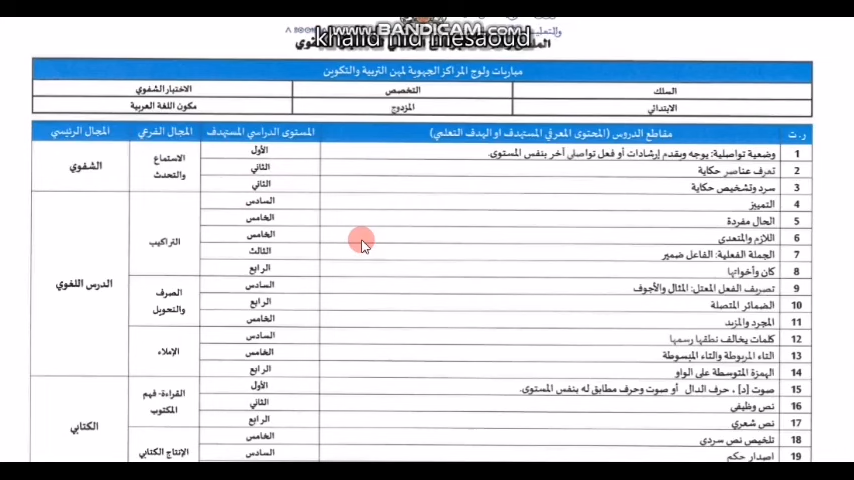 WWW.BANDICAM.COM
khalid nid mesaoud
مباريات ولوج المراكز الجهوية لمهن التربية والتكوين
السلك التخصص الاختبار الشفوي
الابتدائي المزدوج مكون اللغة العربية
ر.ت مقاطع الدروس (المحتوى المعرفي المستهدف او الهدف التعلمي) المستوى الدراسي المستهدف المجال الفرعي المجال الرئيسي
1 وضعية تواصلية: يوجه ويقدم إرشادات أو فعل تواصلي آخر بنفس المستوى. الأول
2 تعرف عناصر حكاية الثاني
الاستماع والتحدث
الشفوي
3 سرد وتشخيص حكاية الثاني
4 التمييز السادس
5 الحال مفردة الخامس
6 اللازم والمتعدي الخامس
التراكيب
7 الجملة الفعلية: الفاعل ضمير الثالث
8 كان وأخواتها الرابع
الدرس اللغوي
9 تصريف الفعل المعتل: المثال والأجوف السادس
10 الضمائر المتصلة الرابع
الصرف والتحويل
11 المجرد والمزيد الخامس
12 كلمات يخالف نطقها رسمها السادس
13 التاء المربوطة والتاء المبسوطة الخامس
الإملاء
14 الهمزة المتوسطة على الواو الرابع
15 صوت [د] ، حرف الدال أو صوت وحرف مطابق له بنفس المستوى. الأول
16 نص وظيفي الثاني
القراءة- فهم المكتوب
17 نص شعري الرابع
الكتابي
18 تلخيص نص سردي الخامس
19 إصدار حكم السادس
الإنتاج الكتابي